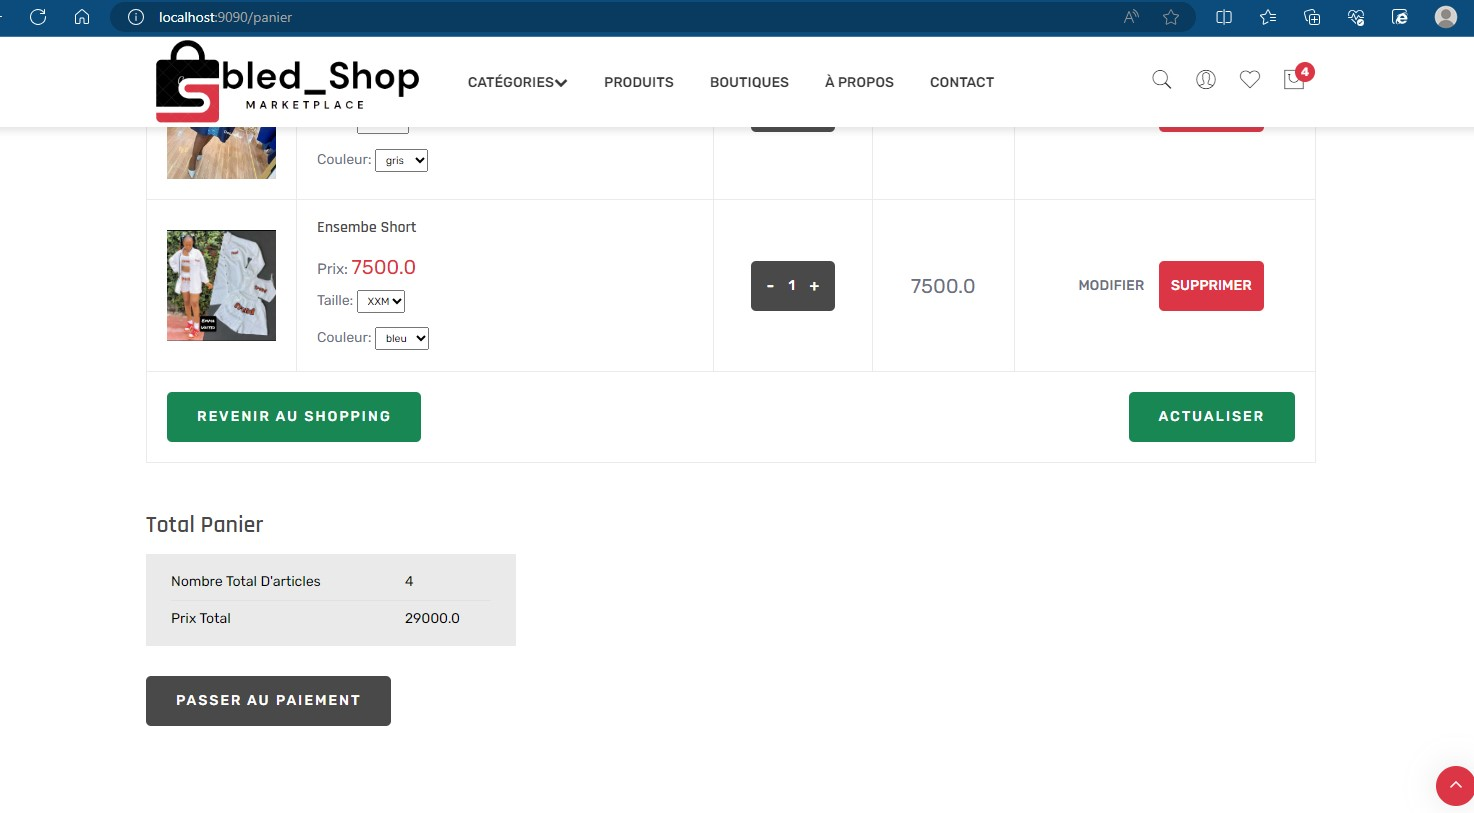 localhost:9090/panier
bled_Shop
MARKETPLACE
CATÉGORIES
PRODUITS
BOUTIQUES
À PROPOS
CONTACT
4
Couleur: gris
Ensembe Short
Prix: 7500.0
Taille: XXM
Couleur: bleu
- 1 +
7500.0
MODIFIER
SUPPRIMER
REVENIR AU SHOPPING
ACTUALISER
Total Panier
Nombre Total D'articles 4
Prix Total 29000.0
PASSER AU PAIEMENT